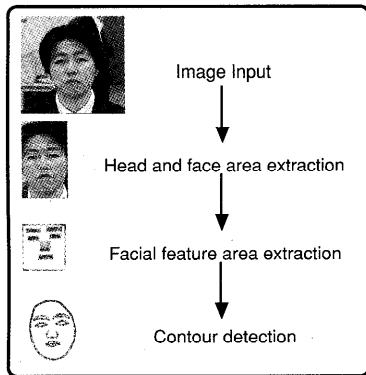 Image Input
Head and face area extraction
Facial feature area extraction
Contour detection